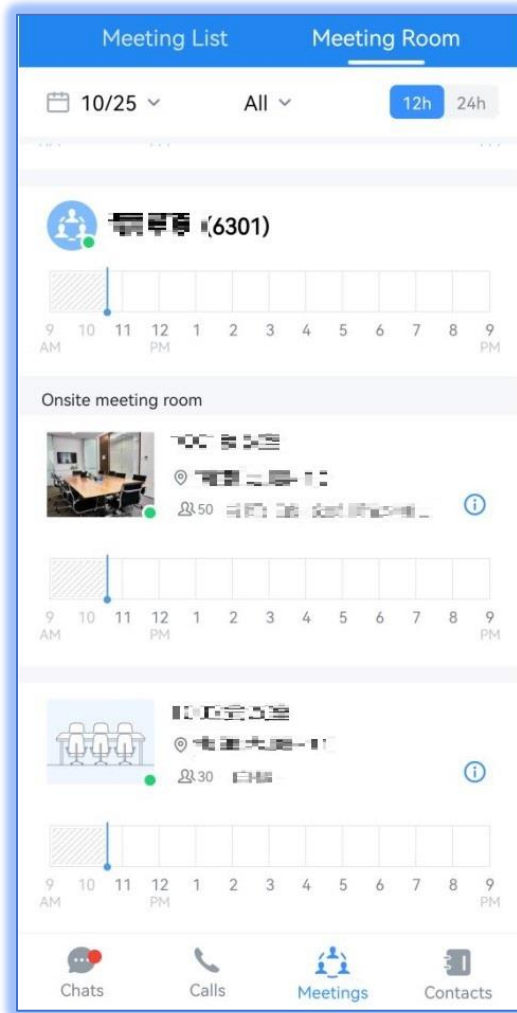 Meeting List Meeting Room
10/25 All 12h 24h
(6301)
9 10 11 12 1 2 3 4 5 6 7 8 9
AM PM PM
Onsite meeting room
50
9 10 11 12 1 2 3 4 5 6 7 8 9
AM PM PM
30
9 10 11 12 1 2 3 4 5 6 7 8 9
AM PM PM
Chats Calls Meetings Contacts